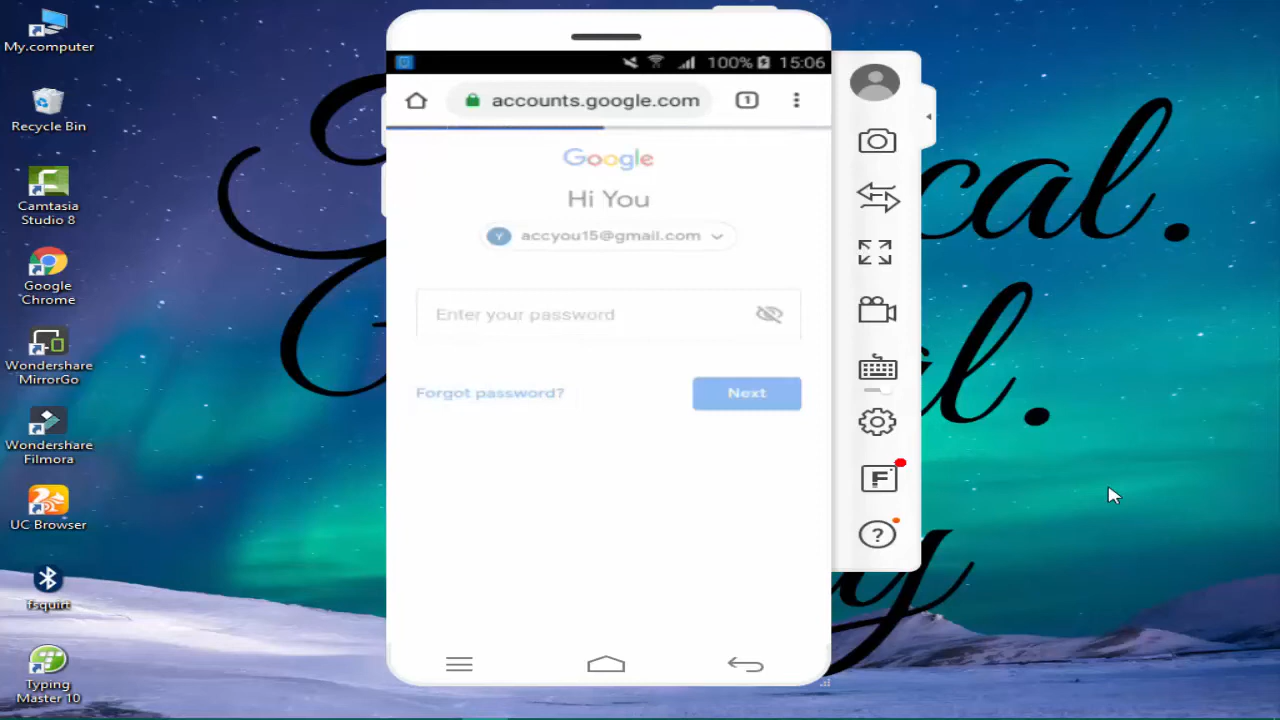 My.computer
Recycle Bin
Camtasia
Studio 8
Google
Chrome
Wondershare
MirrorGo
Wondershare
Filmora
UC Browser
fsquirt
Typing
Master 10
100% 15:06
accounts.google.com 1
Google
Hi You
Y accyou15@gmail.com
Enter your password
Forgot password? Next
F
?
cal.
l.
y